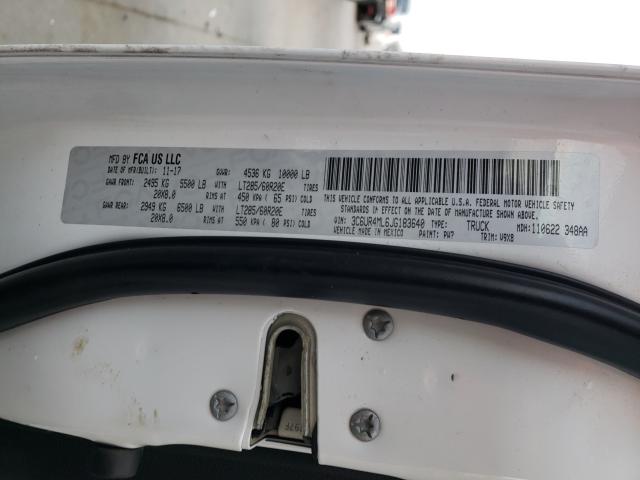 MFD BY FCA US LLC
DATE OF MFR(BUILT): 11-17 GVWR: 4536 KG 10000 LB
GAWR FRONT: 2495 KG 5500 LB WITH LT285/60R20E TIRES
20X8.0 RIMS AT 450 KPA ( 65 PSI) COLD
GAWR REAR: 2949 KG 6500 LB WITH LT285/60R20E TIRES
20X8.0 RIMS AT 550 KPA ( 80 PSI) COLD
THIS VEHICLE CONFORMS TO ALL APPLICABLE U.S.A. FEDERAL MOTOR VEHICLE SAFETY
STANDARDS IN EFFECT ON THE DATE OF MANUFACTURE SHOWN ABOVE
VIN: 3C6UR4ML6JG183640 TYPE: TRUCK MDH: 110622 348AA
VEHICLE MADE IN MEXICO PAINT: PW7 TRIM: V9X8